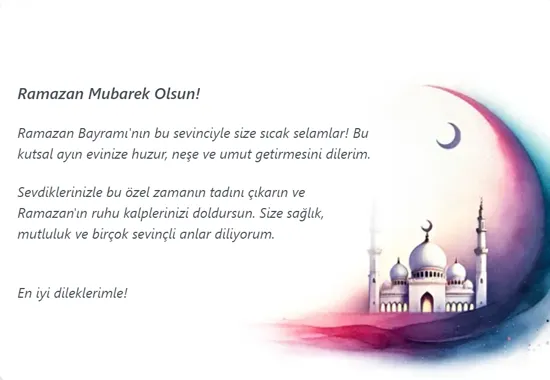 Ramazan Mubarek Olsun!
Ramazan Bayramı'nın bu sevinciyle size sıcak selamlar! Bu
kutsal ayın evinize huzur, neşe ve umut getirmesini dilerim.
Sevdiklerinizle bu özel zamanın tadını çıkarın ve
Ramazan'ın ruhu kalplerinizi doldursun. Size sağlık,
mutluluk ve birçok sevinçli anlar diliyorum.
En iyi dileklerimle!